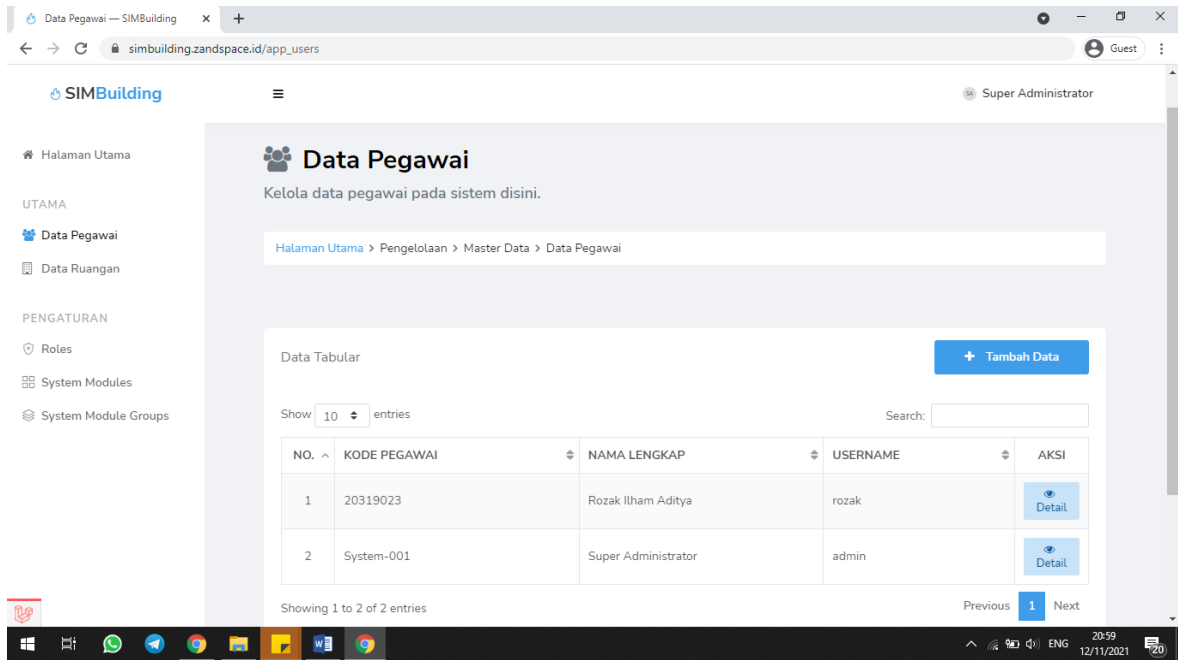 Data Pegawai — SIMBuilding
simbuilding.zandspace.id/app_users
Guest
SIMBuilding
Super Administrator
Halaman Utama
UTAMA
Data Pegawai
Data Ruangan
PENGATURAN
Roles
System Modules
System Module Groups
Data Pegawai
Kelola data pegawai pada sistem disini.
Halaman Utama > Pengelolaan > Master Data > Data Pegawai
Data Tabular
+ Tambah Data
Show 10 entries
Search:
NO. KODE PEGAWAI NAMA LENGKAP USERNAME AKSI
1 20319023 Rozak Ilham Aditya rozak Detail
2 System-001 Super Administrator admin Detail
Showing 1 to 2 of 2 entries
Previous 1 Next
ENG
20:59
12/11/2021
20